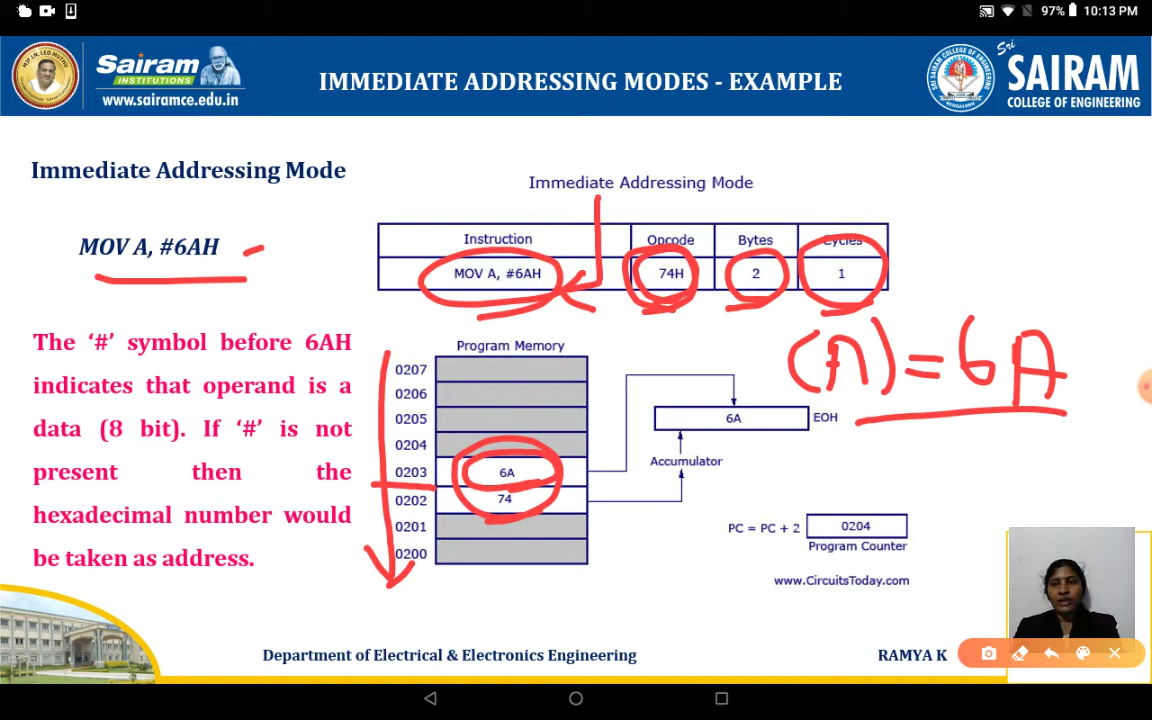 97% 10:13 PM
Sairam
INSTITUTIONS
www.sairamce.edu.in
IMMEDIATE ADDRESSING MODES - EXAMPLE
Sri
SAIRAM
COLLEGE OF ENGINEERING
Immediate Addressing Mode
MOV A, #6AH
The ‘#’ symbol before 6AH
indicates that operand is a
data (8 bit). If ‘#’ is not
present then the
hexadecimal number would
be taken as address.
Immediate Addressing Mode
Instruction Opcode Bytes Cycles
MOV A, #6AH 74H 2 1
(A) = 6A
Program Memory
0207
0206
0205
0204
0203 6A
0202 74
0201
0200
6A EOH
Accumulator
PC = PC + 2 0204
Program Counter
www.CircuitsToday.com
Department of Electrical & Electronics Engineering
RAMYA K